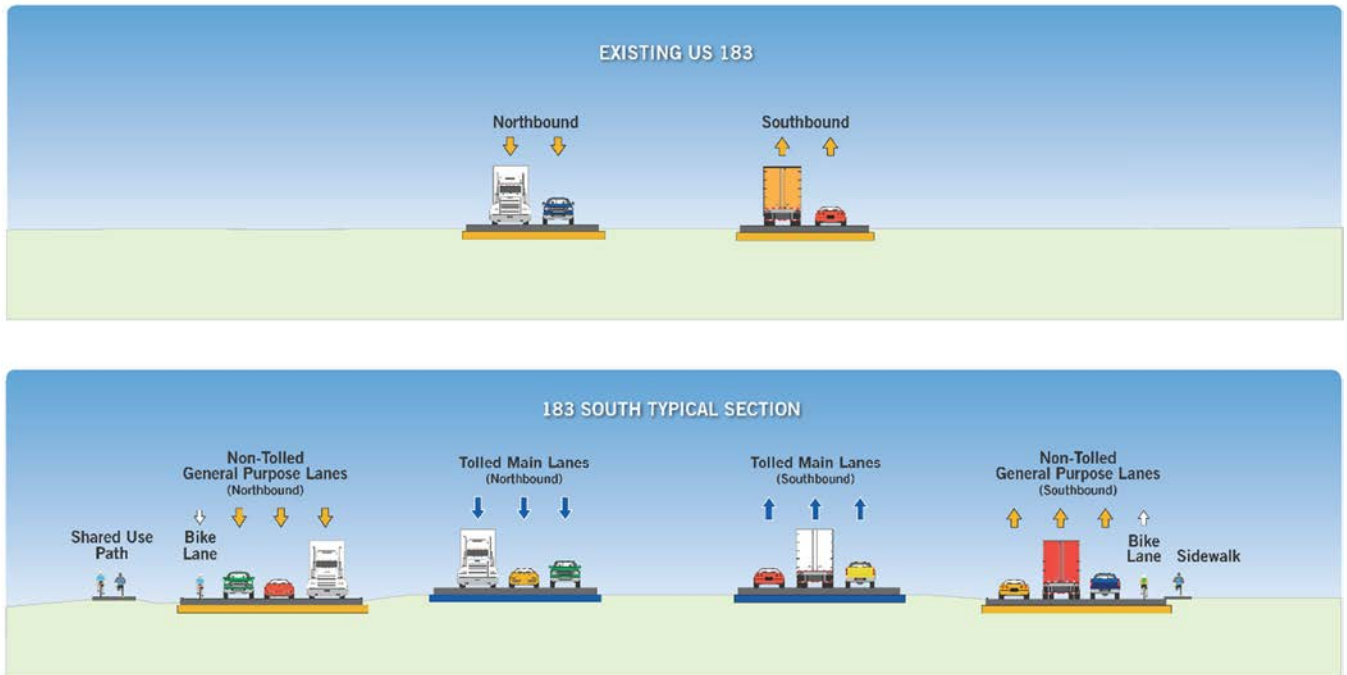 EXISTING US 183
Northbound
Southbound
183 SOUTH TYPICAL SECTION
Shared Use
Path
Bike
Lane
Non-Tolled
General Purpose Lanes
(Northbound)
Tolled Main Lanes
(Northbound)
Tolled Main Lanes
(Southbound)
Non-Tolled
General Purpose Lanes
(Southbound)
Bike
Lane
Sidewalk